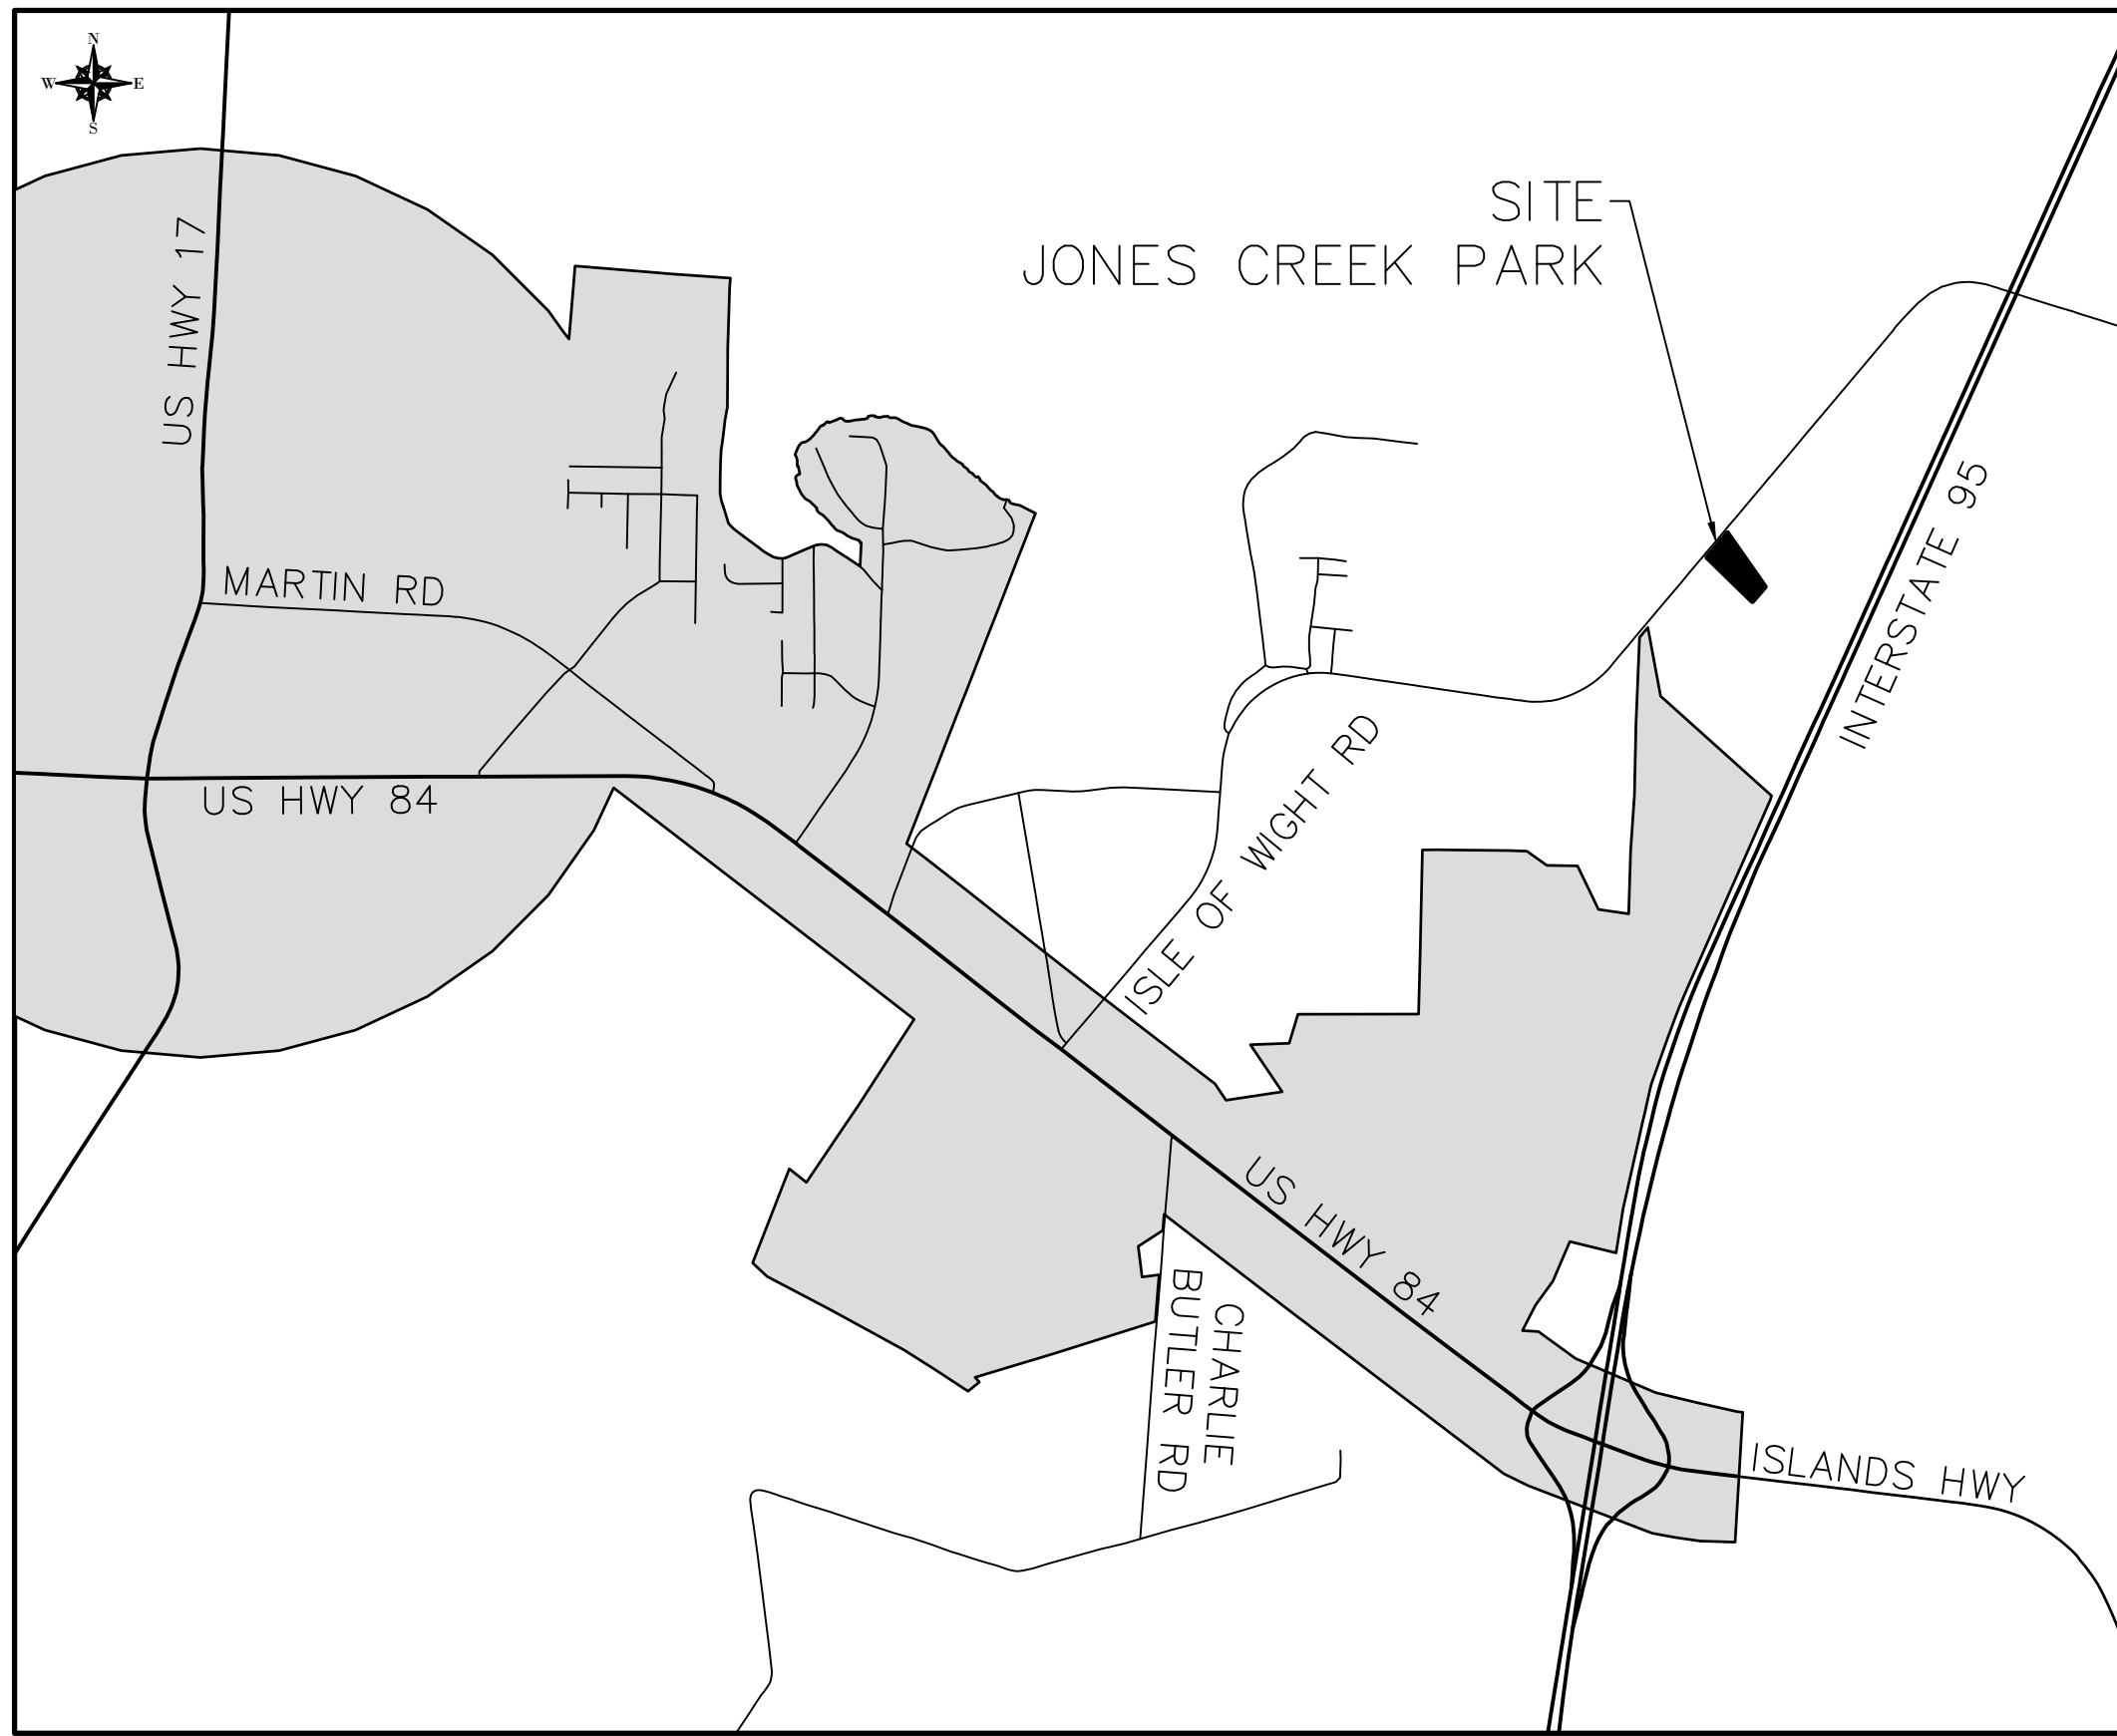 N
W E
S
SITE
JONES CREEK PARK
US HWY 17
INTERSTATE 95
MARTIN RD
US HWY 84
ISLE OF WIGHT RD
US HWY 84
CHARLIE
BUTLER RD
ISLANDS HWY